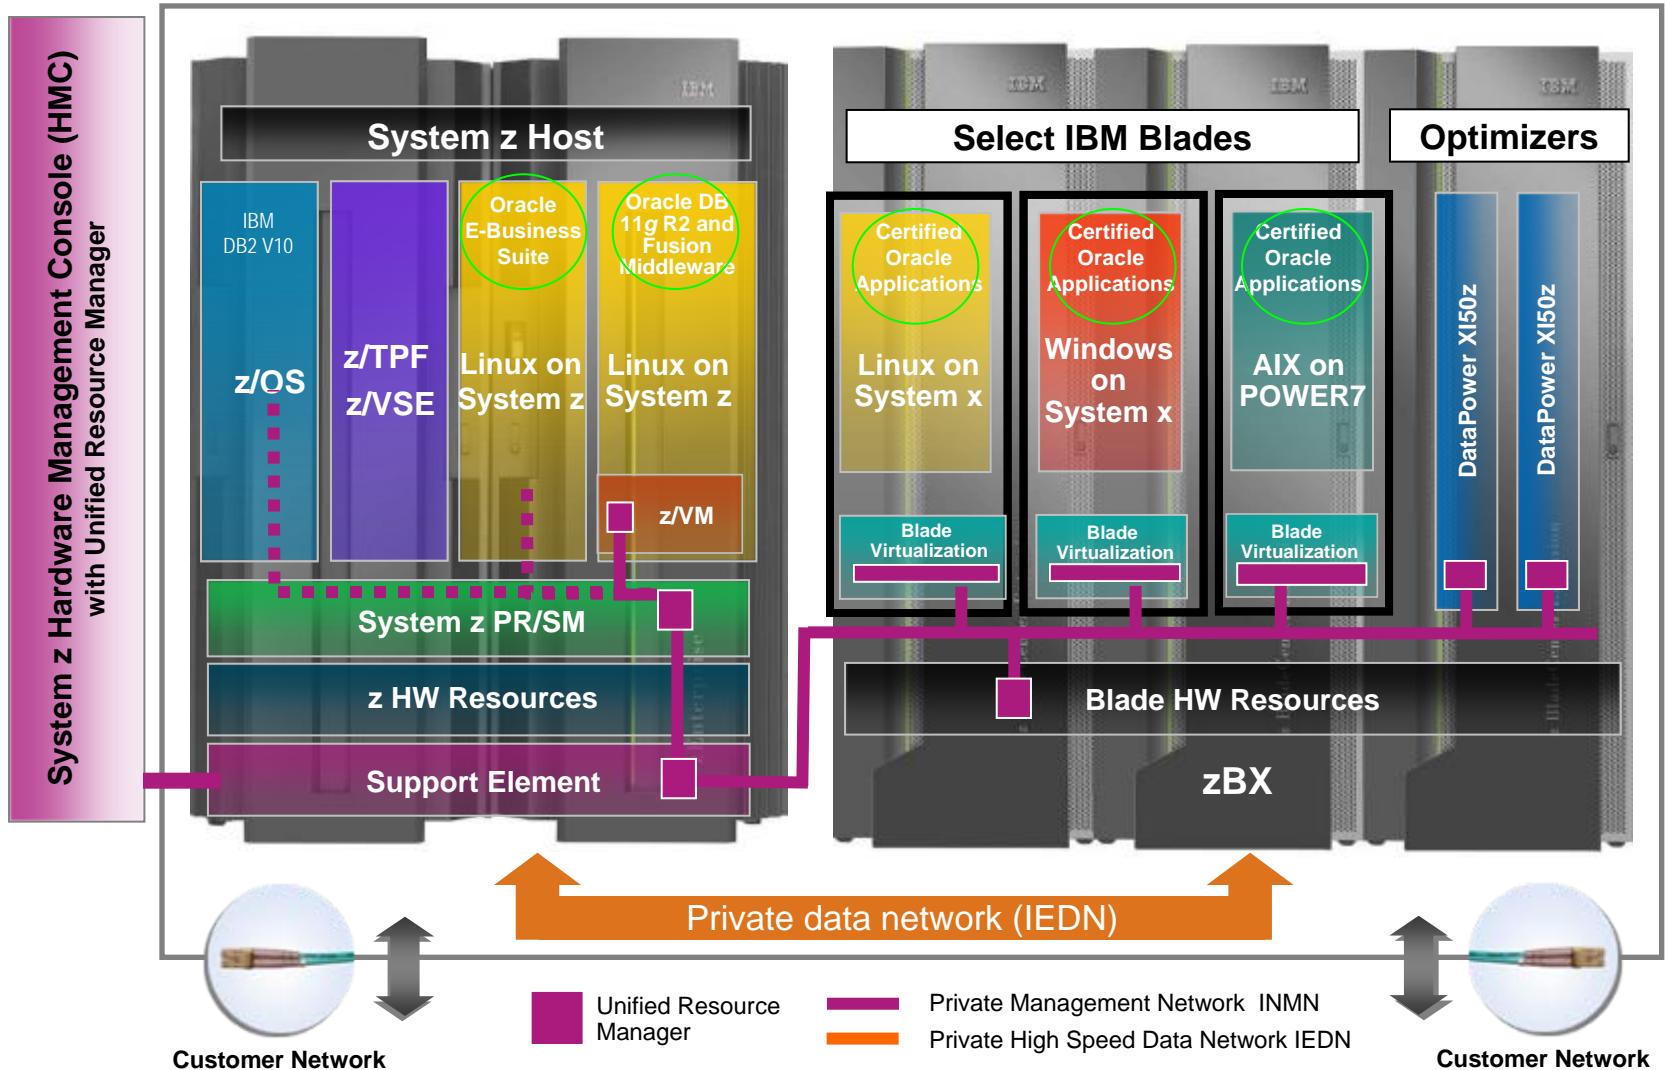 System z Hardware Management Console (HMC)
with Unified Resource Manager
IBM
System z Host
IBM
DB2 V10
z/OS
z/TPF
z/VSE
Oracle
E-Business
Suite
Linux on
System z
Oracle DB
11g R2 and
Fusion
Middleware
Linux on
System z
z/VM
System z PR/SM
z HW Resources
Support Element
IBM
IBM
IBM
Select IBM Blades
Optimizers
Certified
Oracle
Applications
Linux on
System x
Blade
Virtualization
Certified
Oracle
Applications
Windows
on
System x
Blade
Virtualization
Certified
Oracle
Applications
AIX on
POWER7
Blade
Virtualization
DataPower XI50z
DataPower XI50z
Blade HW Resources
zBX
Private data network (IEDN)
Customer Network
Unified Resource
Manager
Private Management Network INMN
Private High Speed Data Network IEDN
Customer Network